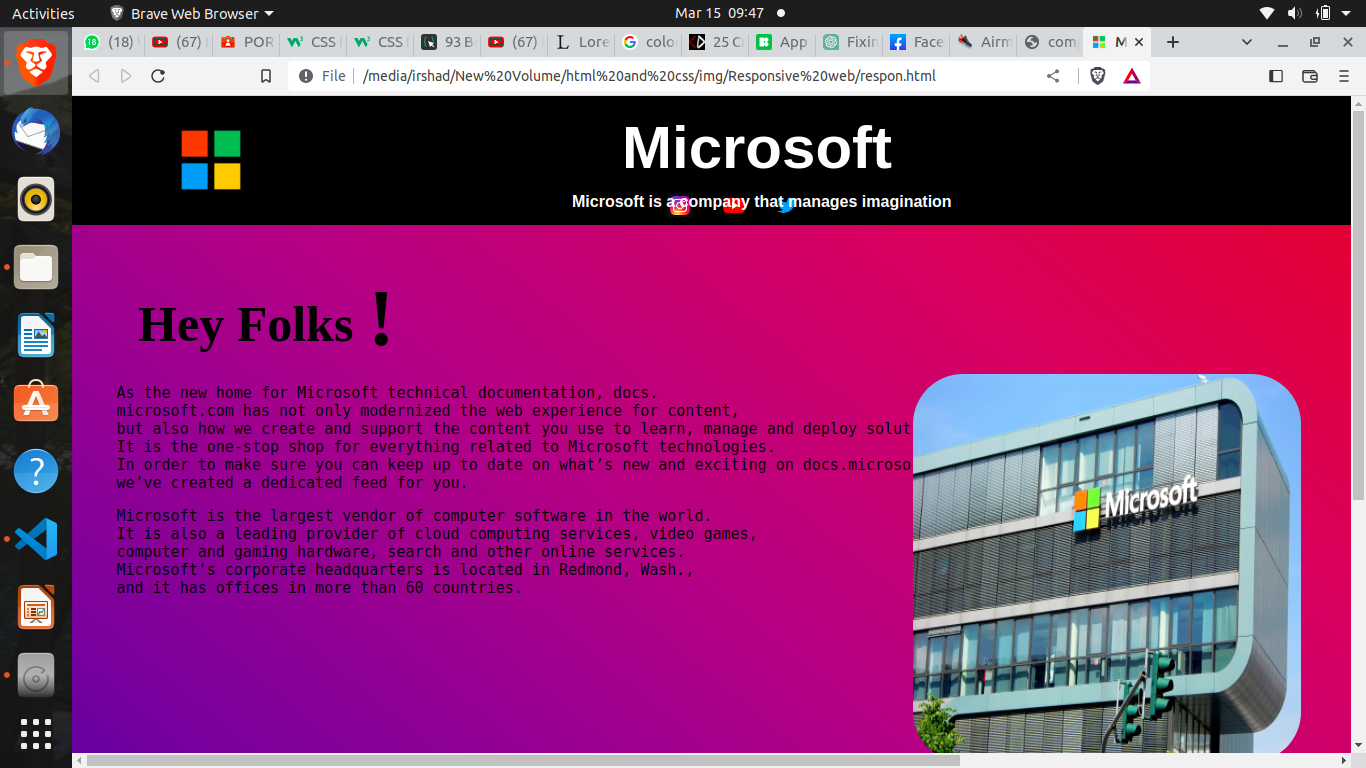 Activities
Brave Web Browser
Mar 15 09:47
(18)
(67)
POR
CSS
CSS
93 B
(67)
Lore
colo
25 C
App
Fixin
Face
Airm
com
M
File
/media/irshad/New%20Volume/html%20and%20css/img/Responsive%20web/respon.html
Microsoft
Microsoft is a company that manages imagination
Hey Folks !
As the new home for Microsoft technical documentation, docs.
microsoft.com has not only modernized the web experience for content,
but also how we create and support the content you use to learn, manage and deploy solut
It is the one-stop shop for everything related to Microsoft technologies.
In order to make sure you can keep up to date on what’s new and exciting on docs.microso
we’ve created a dedicated feed for you.
Microsoft is the largest vendor of computer software in the world.
It is also a leading provider of cloud computing services, video games,
computer and gaming hardware, search and other online services.
Microsoft's corporate headquarters is located in Redmond, Wash.,
and it has offices in more than 60 countries.
Microsoft